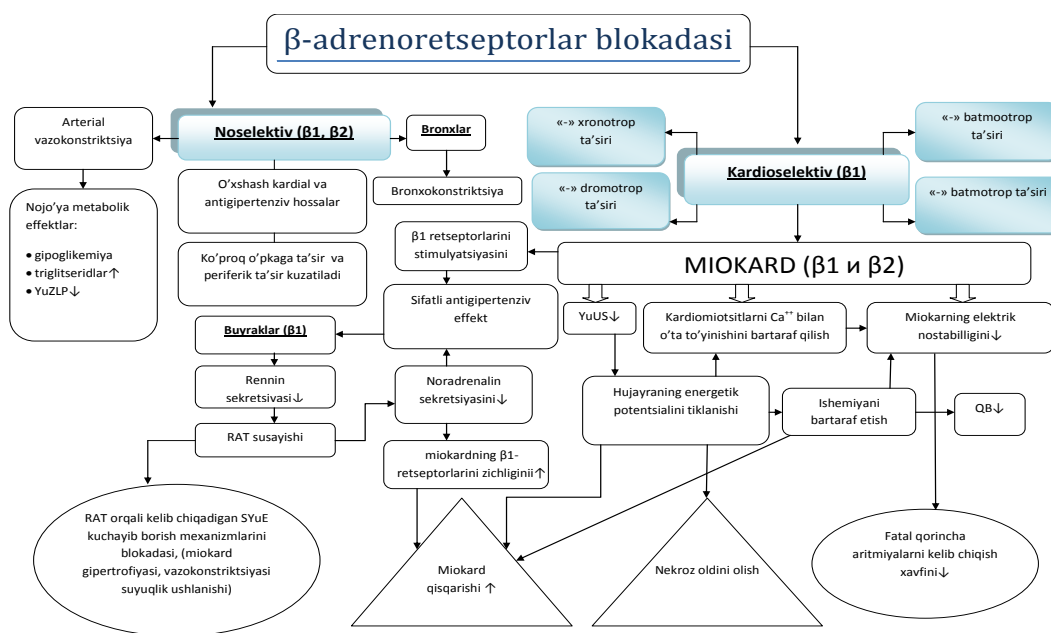 β-adrenoretseptorlar blokadasi
Arterial
vazokonstriktsiya
Noselektiv (β1, β2)
Bronxlar
«-» xronotrop
ta'siri
«-» batmootrop
ta'siri
Nojo'ya metabolik
effektlar:
• gipoglikemiya
• triglitseridlar↑
• YuZLP↓
O'xshash kardial va
antigipertenziv hossalar
Bronxokonstriktsiya
Kardioselektiv (β1)
«-» dromotrop
ta'siri
«-» batmotrop ta'siri
Ko'proq o'pkaga ta'sir va
periferik ta'sir kuzatiladi
β1 retseptorlarini
stimulyatsiyasini
MIOKARD (β1 и β2)
Sifatli antigipertenziv
effekt
YuUS↓
Kardiomiotsitlarni Ca⁺⁺ bilan
o'ta to'yinishini bartaraf qilish
Miokarning elektrik
nostabilligini↓
Buyraklar (β1)
Rennin
sekretsivasi↓
Noradrenalin
sekretsiyasini↓
Hujayraning energetik
potentsialini tiklanishi
Ishemiyani
bartaraf etish
QB↓
RAT susayishi
miokardning β1-
retseptorlarini zichliginii↑
RAT orqali kelib chiqadigan SYuE
kuchayib borish mexanizmlarini
blokadasi, (miokard
gipertrofiyasi, vazokonstriktsiyasi
suyuqlik ushlanishi)
Miokard
qisqarishi ↑
Nekroz oldini olish
Fatal qorincha
aritmiyalarni kelib chiqish
xavfini↓